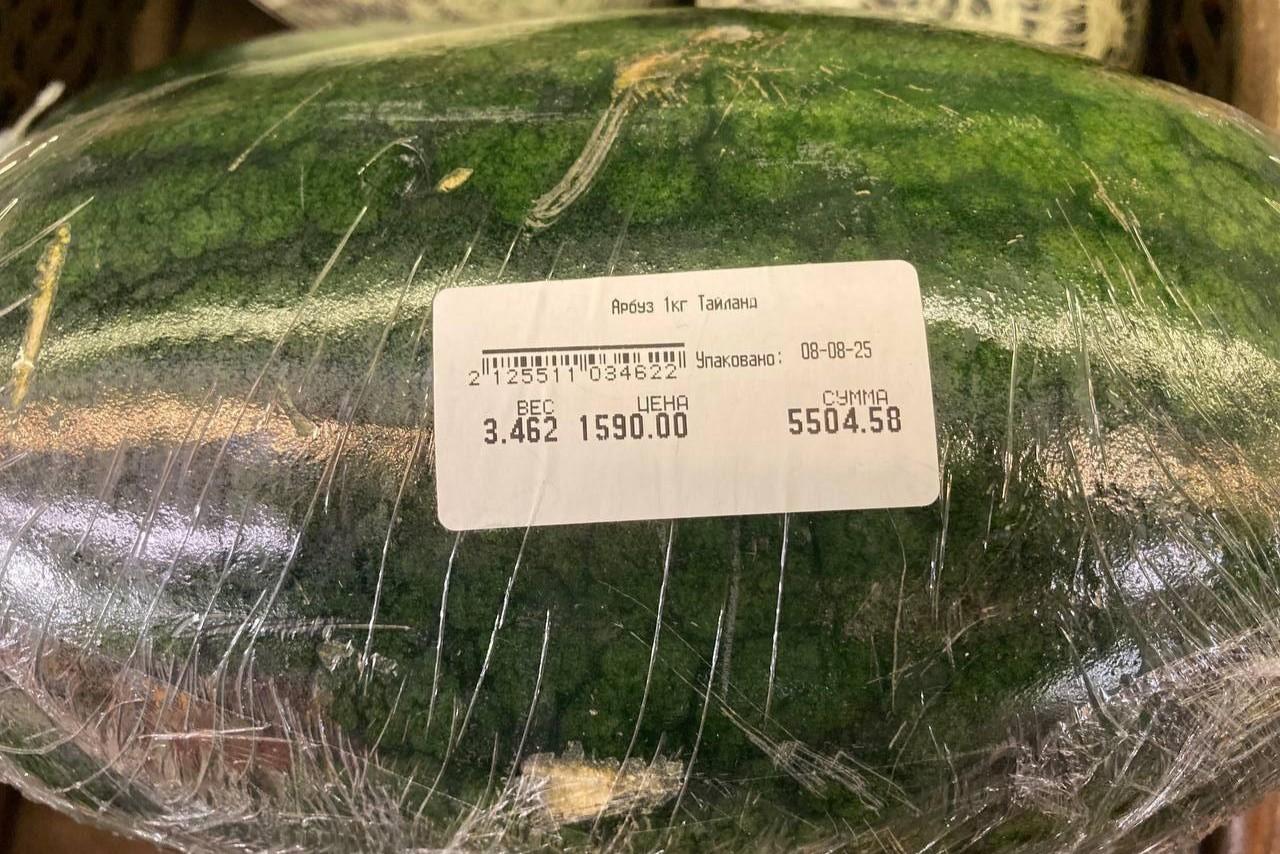 Арбуз 1кг Тайланд
2 125511 034622 Упаковано: 08-08-25
ВЕС ЦЕНА СУММА
3.462 1590.00 5504.58